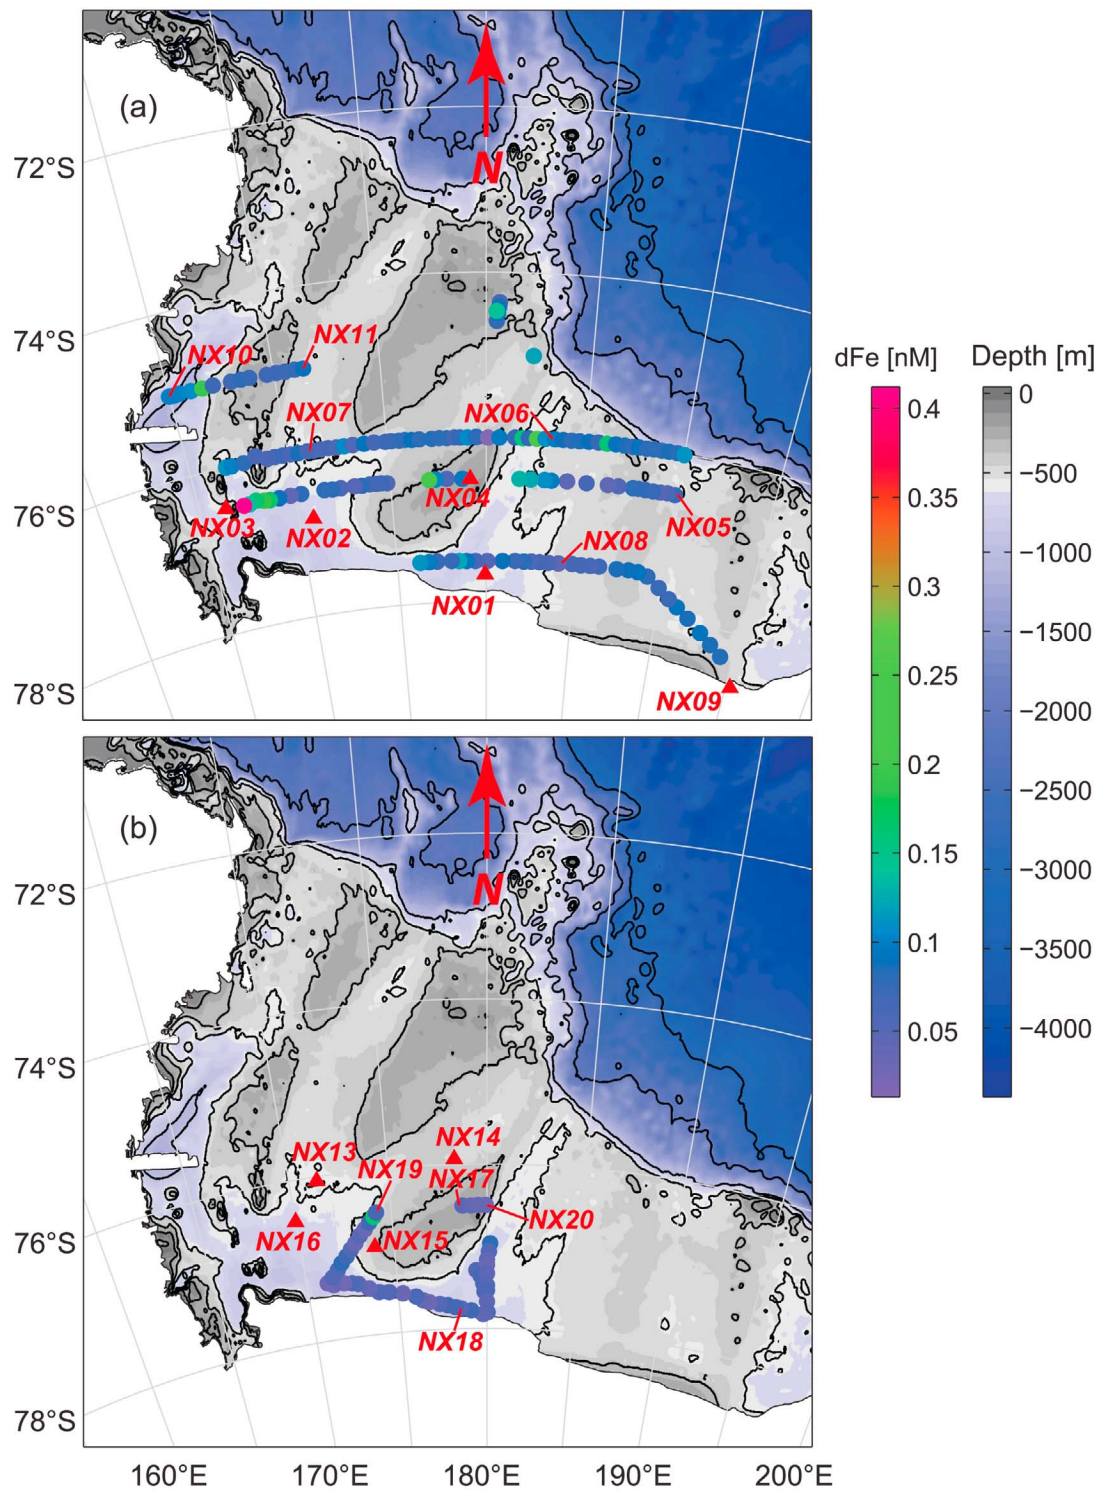 (a)
N
72°S
74°S
76°S
78°S
NX10
NX11
NX07
NX06
NX03
NX02
NX04
NX05
NX08
NX01
NX09
dFe [nM]
0.4
0.35
0.3
0.25
0.2
0.15
0.1
0.05
Depth [m]
0
−500
−1000
−1500
−2000
−2500
−3000
−3500
−4000
(b)
N
72°S
74°S
76°S
78°S
NX13
NX14
NX19
NX17
NX16
NX15
NX20
NX18
160°E 170°E 180°E 190°E 200°E